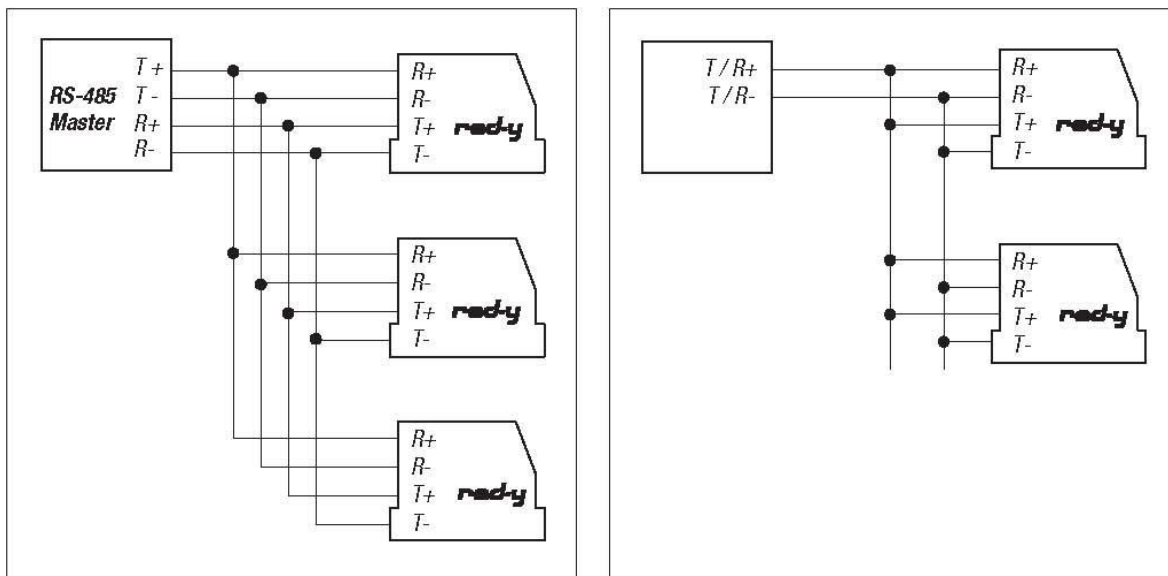 RS-485
Master
T+
T-
R+
R-
R+
R-
T+
T-
red-y
R+
R-
T+
T-
red-y
R+
R-
T+
T-
red-y
T/R+
T/R-
R+
R-
T+
T-
red-y
R+
R-
T+
T-
red-y